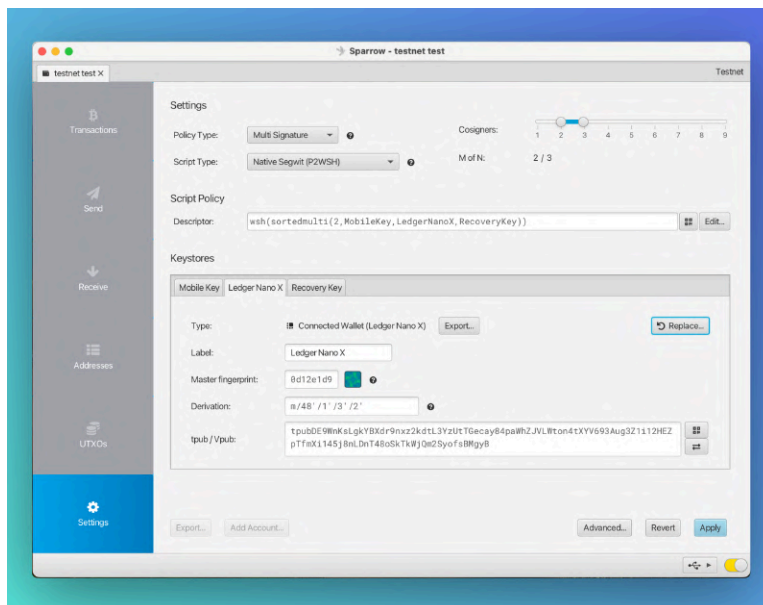 Sparrow - testnet test
testnet test X
Testnet
Transactions
Send
Receive
Addresses
UTXOs
Settings
Settings
Policy Type: Multi Signature
Cosigners: 1 2 3 4 5 6 7 8 9
Script Type: Native Segwit (P2WSH)
M of N: 2 / 3
Script Policy
Descriptor: wsh(sortedmulti(2,MobileKey,LedgerNanoX,RecoveryKey))
Edit...
Keystores
Mobile Key Ledger Nano X Recovery Key
Type: Connected Wallet (Ledger Nano X) Export... Replace...
Label: Ledger Nano X
Master fingerprint: 0d12e1d9
Derivation: m/48'/1'/3'/2'
tpub / Vpub: tpubDE9WnKsLgkYBXdr9nxz2kdtL3YzUtTGecayB4paWhZJVLWton4tXYV693Aug3Z1i12HEZ
pTfmXi145j8nLDnT48oSkTkWjQm2SyofsBMgyB
Export... Add Account... Advanced... Revert Apply